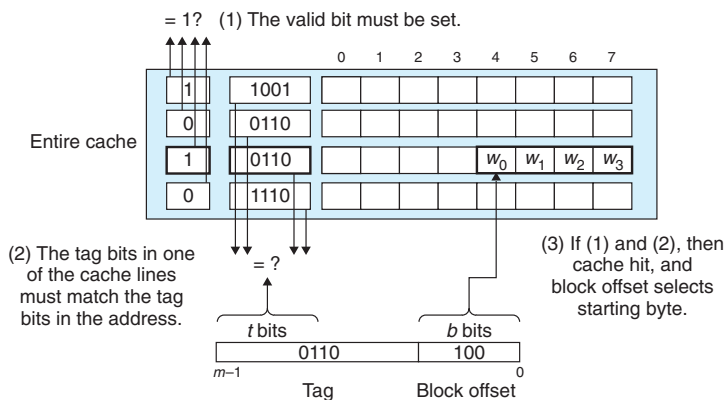 = 1? (1) The valid bit must be set.
0 1 2 3 4 5 6 7
1 1001
0 0110
Entire cache
1 0110 w0 w1 w2 w3
0 1110
(2) The tag bits in one
of the cache lines
must match the tag
bits in the address.
= ?
(3) If (1) and (2), then
cache hit, and
block offset selects
starting byte.
t bits b bits
0110 100
m–1 0
Tag Block offset